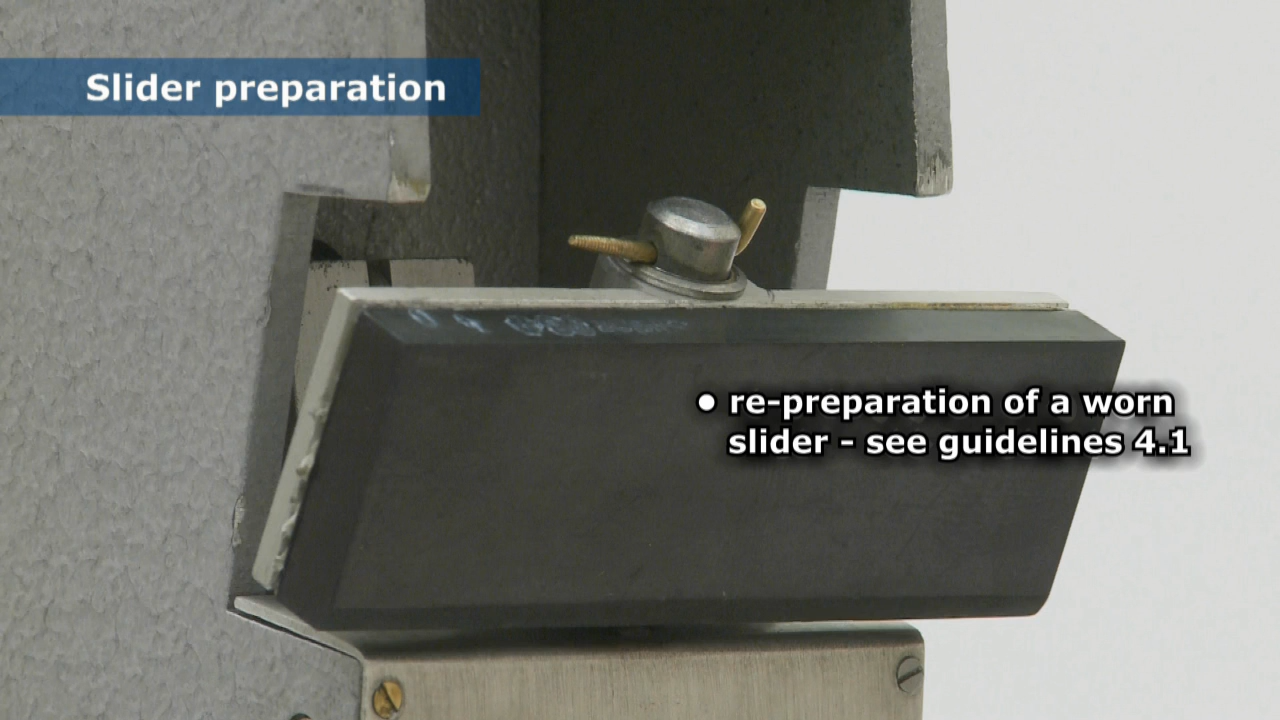 Slider preparation
• re-preparation of a worn
slider - see guidelines 4.1